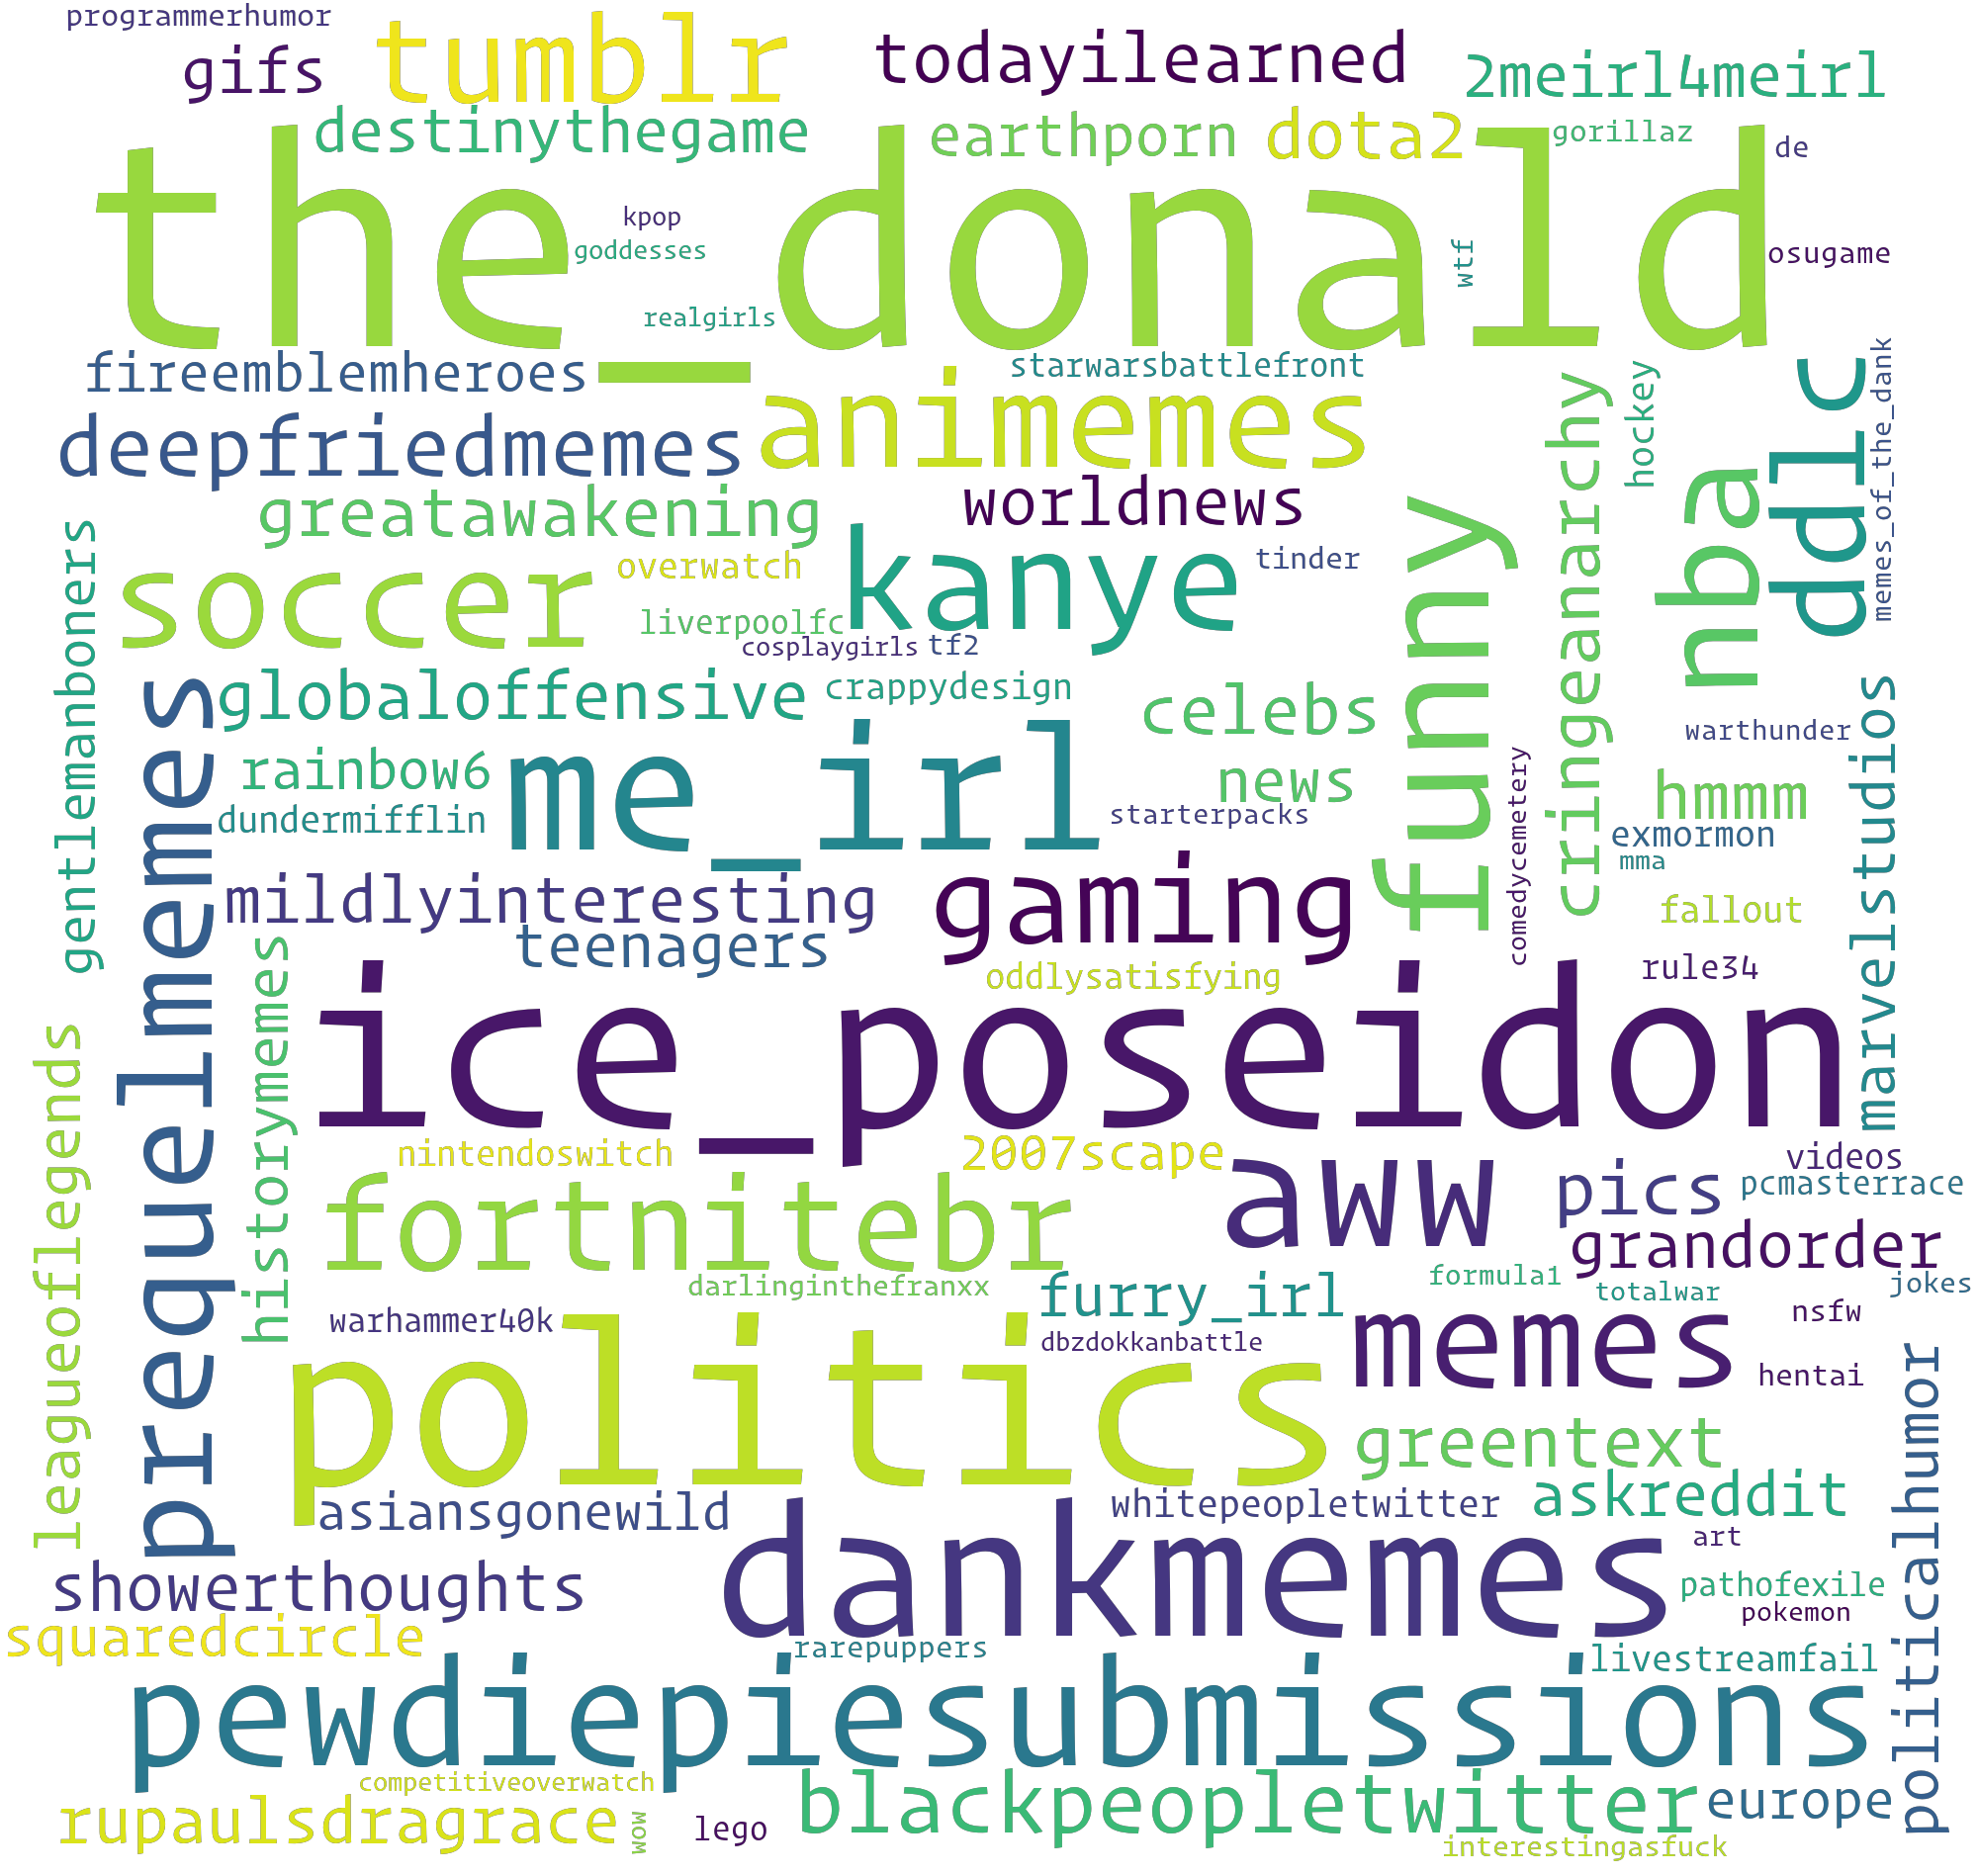 programmerhumor
gifs
tumblr
todayilearned
2meirl4meirl
destinythegame
earthporn
dota2
gorillaz
de
the_donald
kpop
goddesses
realgirls
wtf
osugame
fireemblemheroes
starwarsbattlefront
hockey
ddlc
memes_of_the_dank
deepfriedmemes
animemes
cringeanarchy
nba
greatawakening
worldnews
funny
gentlemanboners
soccer
overwatch
kanye
tinder
liverpoolfc
cosplaygirls
tf2
prequelmemes
globaloffensive
crappydesign
celebs
marvelstudios
warthunder
rainbow6
me_irl
news
hmmm
dundermifflin
starterpacks
comedycemetery
exmormon
mma
mildlyinteresting
gaming
fallout
teenagers
oddlysatisfying
rule34
historymemes
ice_poseidon
leagueoflegends
nintendoswitch
2007scape
aww
videos
pics
pcmasterrace
fortnitebr
grandorder
darlinginthefranxx
furry_irl
formula1
totalwar
jokes
warhammer40k
dbzdokkanbattle
memes
nsfw
politics
hentai
politicalhumor
greentext
asiansgonewild
whitepeopletwitter
askreddit
dankmemes
art
showerthoughts
pathofexile
pokemon
squaredcircle
rarepuppers
livestreamfail
pewdiepiesubmissions
competitiveoverwatch
rupaulsdragrace
wow
lego
blackpeopletwitter
europe
interestingasfuck